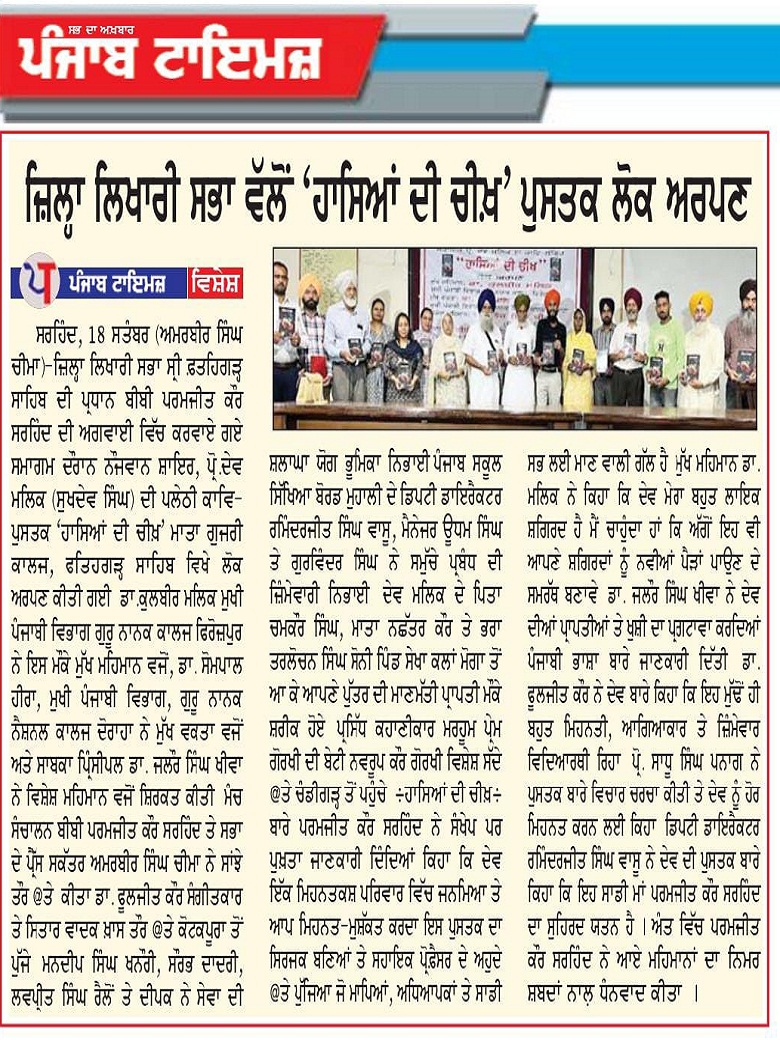 ਸਭ ਦਾ ਅਖ਼ਬਾਰ
ਪੰਜਾਬ ਟਾਇਮਜ਼
ਜ਼ਿਲ੍ਹਾ ਲਿਖਾਰੀ ਸਭਾ ਵੱਲੋਂ ‘ਹਾਸਿਆਂ ਦੀ ਚੀਖ਼’ ਪੁਸਤਕ ਲੋਕ ਅਰਪਣ
ਪਟ ਪੰਜਾਬ ਟਾਇਮਜ਼ ਵਿਸ਼ੇਸ਼
ਸਰਹਿੰਦ, 18 ਸਤੰਬਰ (ਅਮਰਬੀਰ ਸਿੰਘ
ਚੀਮਾ)-ਜ਼ਿਲ੍ਹਾ ਲਿਖਾਰੀ ਸਭਾ ਸ੍ਰੀ ਫ਼ਤਹਿਗੜ੍ਹ
ਸਾਹਿਬ ਦੀ ਪ੍ਰਧਾਨ ਬੀਬੀ ਪਰਮਜੀਤ ਕੌਰ
ਸਰਹਿੰਦ ਦੀ ਅਗਵਾਈ ਵਿੱਚ ਕਰਵਾਏ ਗਏ
ਸਮਾਗਮ ਦੌਰਾਨ ਨੌਜਵਾਨ ਸ਼ਾਇਰ, ਪ੍ਰੋ.ਦੇਵ
ਮਲਿਕ (ਸੁਖਦੇਵ ਸਿੰਘ) ਦੀ ਪਲੇਠੀ ਕਾਵਿ-
ਪੁਸਤਕ ‘ਹਾਸਿਆਂ ਦੀ ਚੀਖ਼’ ਮਾਤਾ ਗੁਜਰੀ
ਕਾਲਜ, ਫਤਿਹਗੜ੍ਹ ਸਾਹਿਬ ਵਿਖੇ ਲੋਕ
ਅਰਪਣ ਕੀਤੀ ਗਈ ਡਾ.ਕੁਲਬੀਰ ਮਲਿਕ ਮੁਖੀ
ਪੰਜਾਬੀ ਵਿਭਾਗ ਗੁਰੂ ਨਾਨਕ ਕਾਲਜ ਫਿਰੋਜ਼ਪੁਰ
ਨੇ ਇਸ ਮੌਕੇ ਮੁੱਖ ਮਹਿਮਾਨ ਵਜੋਂ, ਡਾ. ਸੋਮਪਾਲ
ਹੀਰਾ, ਮੁਖੀ ਪੰਜਾਬੀ ਵਿਭਾਗ, ਗੁਰੂ ਨਾਨਕ
ਨੈਸ਼ਨਲ ਕਾਲਜ ਦੋਰਾਹਾ ਨੇ ਮੁੱਖ ਵਕਤਾ ਵਜੋਂ
ਅਤੇ ਸਾਬਕਾ ਪ੍ਰਿੰਸੀਪਲ ਡਾ. ਜਲੌਰ ਸਿੰਘ ਖੀਵਾ
ਨੇ ਵਿਸ਼ੇਸ਼ ਮਹਿਮਾਨ ਵਜੋਂ ਸ਼ਿਰਕਤ ਕੀਤੀ ਮੰਚ
ਸੰਚਾਲਨ ਬੀਬੀ ਪਰਮਜੀਤ ਕੌਰ ਸਰਹਿੰਦ ਤੇ ਸਭਾ
ਦੇ ਪ੍ਰੈੱਸ ਸਕੱਤਰ ਅਮਰਬੀਰ ਸਿੰਘ ਚੀਮਾ ਨੇ ਸਾਂਝੇ
ਤੌਰ @ਤੇ ਕੀਤਾ ਡਾ. ਫੂਲਜੀਤ ਕੌਰ ਸੰਗੀਤਕਾਰ
ਤੇ ਸਿਤਾਰ ਵਾਦਕ ਖ਼ਾਸ ਤੌਰ @ਤੇ ਕੋਟਕਪੂਰਾ ਤੋਂ
ਪੁੱਜੇ ਮਨਦੀਪ ਸਿੰਘ ਖਨੌਰੀ, ਸੌਰਭ ਦਾਦਰੀ,
ਲਵਪ੍ਰੀਤ ਸਿੰਘ ਰੈਲੋਂ ਤੇ ਦੀਪਕ ਨੇ ਸੇਵਾ ਦੀ
"ਹਾਸਿਆਂ ਦੀ ਚੀਖ"
ਸ਼ਲਾਘਾ ਯੋਗ ਭੂਮਿਕਾ ਨਿਭਾਈ ਪੰਜਾਬ ਸਕੂਲ
ਸਿੱਖਿਆ ਬੋਰਡ ਮੁਹਾਲੀ ਦੇ ਡਿਪਟੀ ਡਾਇਰੈਕਟਰ
ਰਮਿੰਦਰਜੀਤ ਸਿੰਘ ਵਾਸੂ, ਮੈਨੇਜਰ ਊਧਮ ਸਿੰਘ
ਤੇ ਗੁਰਵਿੰਦਰ ਸਿੰਘ ਨੇ ਸਮੁੱਚੇ ਪ੍ਰਬੰਧ ਦੀ
ਜ਼ਿੰਮੇਵਾਰੀ ਨਿਭਾਈ ਦੇਵ ਮਲਿਕ ਦੇ ਪਿਤਾ
ਚਮਕੌਰ ਸਿੰਘ, ਮਾਤਾ ਨਛੱਤਰ ਕੌਰ ਤੇ ਭਰਾ
ਤਰਲੋਚਨ ਸਿੰਘ ਸੋਨੀ ਪਿੰਡ ਸੇਖਾ ਕਲਾਂ ਮੋਗਾ ਤੋਂ
ਆ ਕੇ ਆਪਣੇ ਪੁੱਤਰ ਦੀ ਮਾਣਮੱਤੀ ਪ੍ਰਾਪਤੀ ਮੌਕੇ
ਸ਼ਰੀਕ ਹੋਏ ਪ੍ਰਸਿੱਧ ਕਹਾਣੀਕਾਰ ਮਰਹੂਮ ਪ੍ਰੇਮ
ਗੋਰਖੀ ਦੀ ਬੇਟੀ ਨਵਰੂਪ ਕੌਰ ਗੋਰਖੀ ਵਿਸ਼ੇਸ਼ ਸੱਦੇ
@ਤੇ ਚੰਡੀਗੜ੍ਹ ਤੋਂ ਪਹੁੰਚੇ ÷ਹਾਸਿਆਂ ਦੀ ਚੀਖ਼÷
ਬਾਰੇ ਪਰਮਜੀਤ ਕੌਰ ਸਰਹਿੰਦ ਨੇ ਸੰਖੇਪ ਪਰ
ਪੁਖ਼ਤਾ ਜਾਣਕਾਰੀ ਦਿੰਦਿਆਂ ਕਿਹਾ ਕਿ ਦੇਵ
ਇੱਕ ਮਿਹਨਤਕਸ਼ ਪਰਿਵਾਰ ਵਿੱਚ ਜਨਮਿਆ ਤੇ
ਆਪ ਮਿਹਨਤ-ਮੁਸ਼ੱਕਤ ਕਰਦਾ ਇਸ ਪੁਸਤਕ ਦਾ
ਸਿਰਜਕ ਬਣਿਆਂ ਤੇ ਸਹਾਇਕ ਪ੍ਰੋਫ਼ੈਸਰ ਦੇ ਅਹੁਦੇ
@ਤੇ ਪੁੱਜਿਆ ਜੋ ਮਾਪਿਆਂ, ਅਧਿਆਪਕਾਂ ਤੇ ਸਾਡੀ
ਸਭ ਲਈ ਮਾਣ ਵਾਲੀ ਗੱਲ ਹੈ ਮੁੱਖ ਮਹਿਮਾਨ ਡਾ.
ਮਲਿਕ ਨੇ ਕਿਹਾ ਕਿ ਦੇਵ ਮੇਰਾ ਬਹੁਤ ਲਾਇਕ
ਸ਼ਗਿਰਦ ਹੈ ਮੈਂ ਚਾਹੁੰਦਾ ਹਾਂ ਕਿ ਅੱਗੋਂ ਇਹ ਵੀ
ਆਪਣੇ ਸ਼ਗਿਰਦਾਂ ਨੂੰ ਨਵੀਆਂ ਪੈੜਾਂ ਪਾਉਣ ਦੇ
ਸਮਰੱਥ ਬਣਾਵੇ ਡਾ. ਜਲੌਰ ਸਿੰਘ ਖੀਵਾ ਨੇ ਦੇਵ
ਦੀਆਂ ਪ੍ਰਾਪਤੀਆਂ ਤੇ ਖੁਸ਼ੀ ਦਾ ਪ੍ਰਗਟਾਵਾ ਕਰਦਿਆਂ
ਪੰਜਾਬੀ ਭਾਸ਼ਾ ਬਾਰੇ ਜਾਣਕਾਰੀ ਦਿੱਤੀ ਡਾ.
ਫੂਲਜੀਤ ਕੌਰ ਨੇ ਦੇਵ ਬਾਰੇ ਕਿਹਾ ਕਿ ਇਹ ਮੁੱਢੋਂ ਹੀ
ਬਹੁਤ ਮਿਹਨਤੀ, ਆਗਿਆਕਾਰ ਤੇ ਜ਼ਿੰਮੇਵਾਰ
ਵਿਦਿਆਰਥੀ ਰਿਹਾ ਪ੍ਰੋ. ਸਾਧੂ ਸਿੰਘ ਪਨਾਗ ਨੇ
ਪੁਸਤਕ ਬਾਰੇ ਵਿਚਾਰ ਚਰਚਾ ਕੀਤੀ ਤੇ ਦੇਵ ਨੂੰ ਹੋਰ
ਮਿਹਨਤ ਕਰਨ ਲਈ ਕਿਹਾ ਡਿਪਟੀ ਡਾਇਰੈਕਟਰ
ਰਮਿੰਦਰਜੀਤ ਸਿੰਘ ਵਾਸੂ ਨੇ ਦੇਵ ਦੀ ਪੁਸਤਕ ਬਾਰੇ
ਕਿਹਾ ਕਿ ਇਹ ਸਾਡੀ ਮਾਂ ਪਰਮਜੀਤ ਕੌਰ ਸਰਹਿੰਦ
ਦਾ ਸੁਹਿਰਦ ਯਤਨ ਹੈ । ਅੰਤ ਵਿੱਚ ਪਰਮਜੀਤ
ਕੌਰ ਸਰਹਿੰਦ ਨੇ ਆਏ ਮਹਿਮਾਨਾਂ ਦਾ ਨਿਮਰ
ਸ਼ਬਦਾਂ ਨਾਲ਼ ਧੰਨਵਾਦ ਕੀਤਾ ।